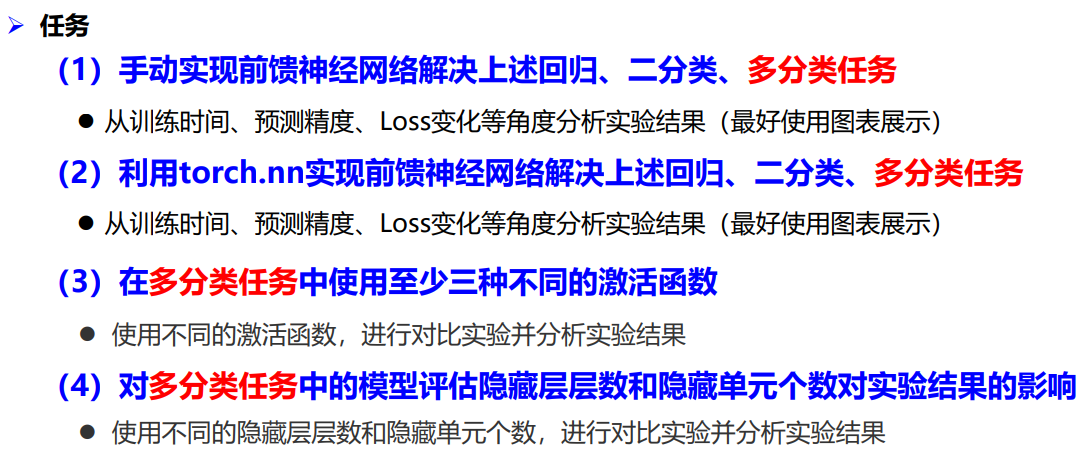 ➢ 任务
（1）手动实现前馈神经网络解决上述回归、二分类、多分类任务
● 从训练时间、预测精度、Loss变化等角度分析实验结果（最好使用图表展示）
（2）利用torch.nn实现前馈神经网络解决上述回归、二分类、多分类任务
● 从训练时间、预测精度、Loss变化等角度分析实验结果（最好使用图表展示）
（3）在多分类任务中使用至少三种不同的激活函数
● 使用不同的激活函数，进行对比实验并分析实验结果
（4）对多分类任务中的模型评估隐藏层层数和隐藏单元个数对实验结果的影响
● 使用不同的隐藏层层数和隐藏单元个数，进行对比实验并分析实验结果